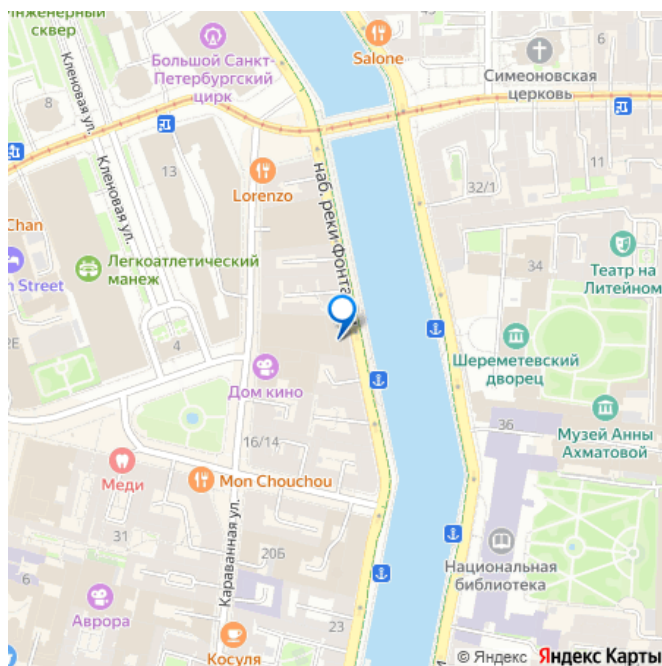 Инженерный
сквер
Большой Санкт-
Петербургский
цирк
Salone
6
Симеоновская
церковь
8
Кленовая ул.
Кленовая ул.
13
Lorenzo
наб. реки Фонта
32/1
11
Chan
Легкоатлетический
манеж
n Street
34
Театр на
Литейном
2Е
4
Дом кино
Шереметевский
дворец
16/14
36
Музей Анны
Ахматовой
Меди
Mon Chouchou
31
Караванная ул.
20Б
Национальная
библиотека
6
Аврора
23
Косуля
© Яндекс Яндекс Карты